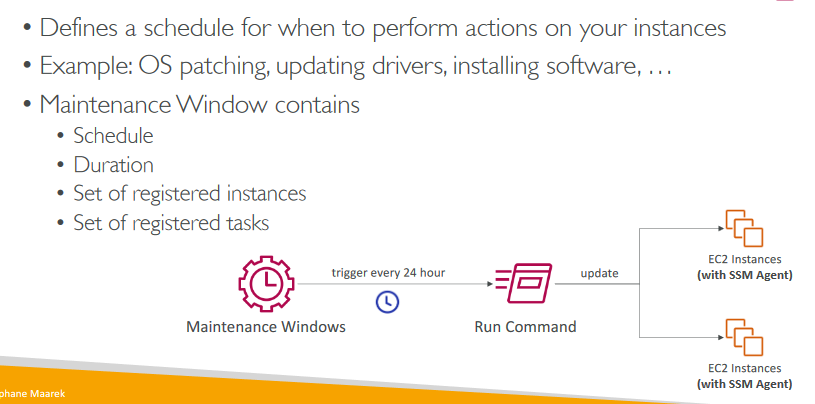 • Defines a schedule for when to perform actions on your instances
• Example: OS patching, updating drivers, installing software, …
• Maintenance Window contains
• Schedule
• Duration
• Set of registered instances
• Set of registered tasks
trigger every 24 hour
update
Maintenance Windows
Run Command
EC2 Instances
(with SSM Agent)
EC2 Instances
(with SSM Agent)
phane Maarek